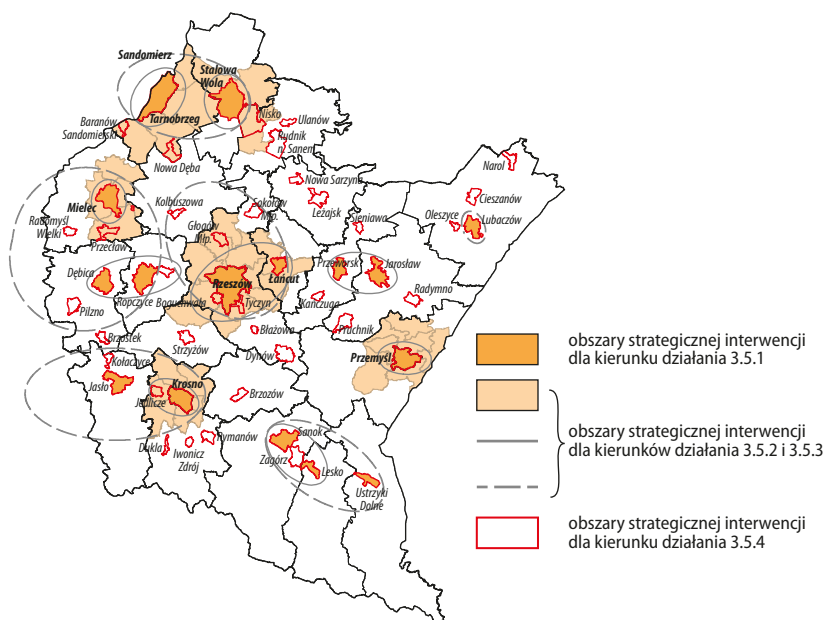 Sandomierz
Stalowa
Wola
Tarnobrzeg
Nisko
Ulanów
Baranów
Sandomierski
Rudnik
n. Sanem
Nowa Dęba
Narol
Nowa Sarzyna
Cieszanów
Mielec
Kolbuszowa
Sokołów
Młp.
Leżajsk
Sieniawa
Oleszyce
Lubaczów
Radomyśl
Wielki
Głogów
Młp.
Przecław
Dębica
Rzeszów
Łańcut
Przeworsk
Jarosław
Ropczyce
Boguchwała
Tyczyn
Kańczuga
Radymno
Pilzno
Błażowa
Pruchnik
Brzostek
Strzyżów
Dynów
Przemyśl
Kołaczyce
Jasło
Krosno
Jedlicze
Brzozów
Dukla
Rymanów
Iwonicz
Zdrój
Sanok
Zagórz
Lesko
Ustrzyki
Dolne
obszary strategicznej interwencji
dla kierunku działania 3.5.1
obszary strategicznej interwencji
dla kierunków działania 3.5.2 i 3.5.3
obszary strategicznej interwencji
dla kierunku działania 3.5.4